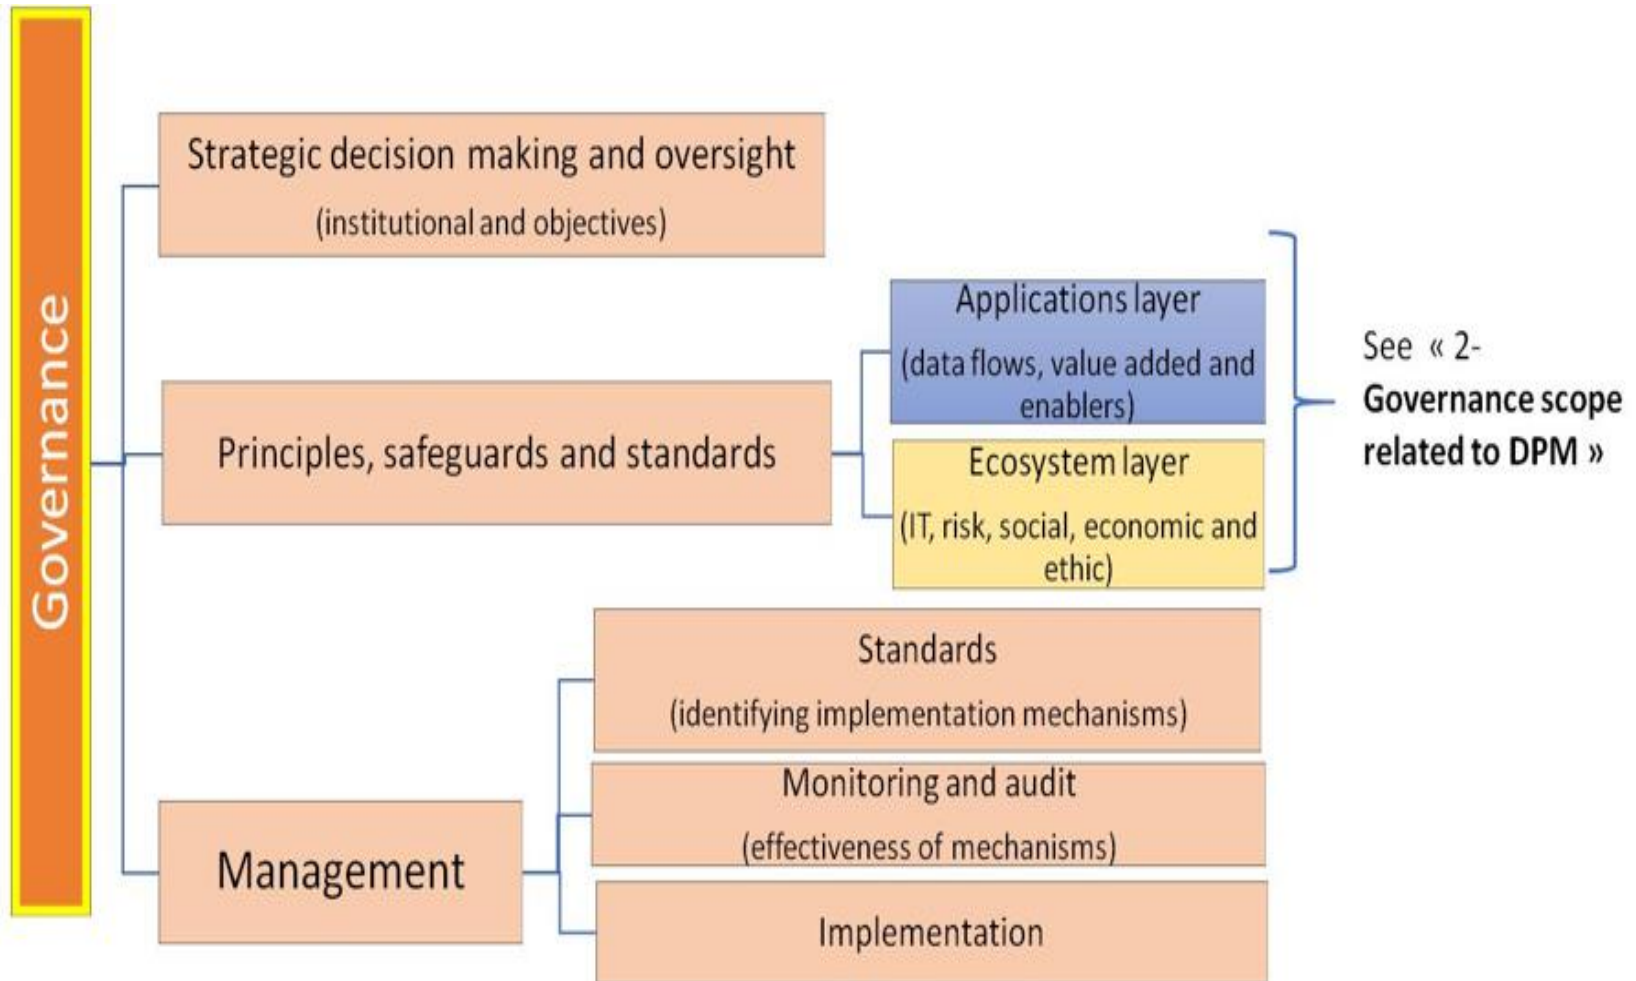 Governance
Strategic decision making and oversight
(institutional and objectives)
Principles, safeguards and standards
Applications layer
(data flows, value added and
enablers)
Ecosystem layer
(IT, risk, social, economic and
ethic)
See « 2-
Governance scope
related to DPM »
Management
Standards
(identifying implementation mechanisms)
Monitoring and audit
(effectiveness of mechanisms)
Implementation